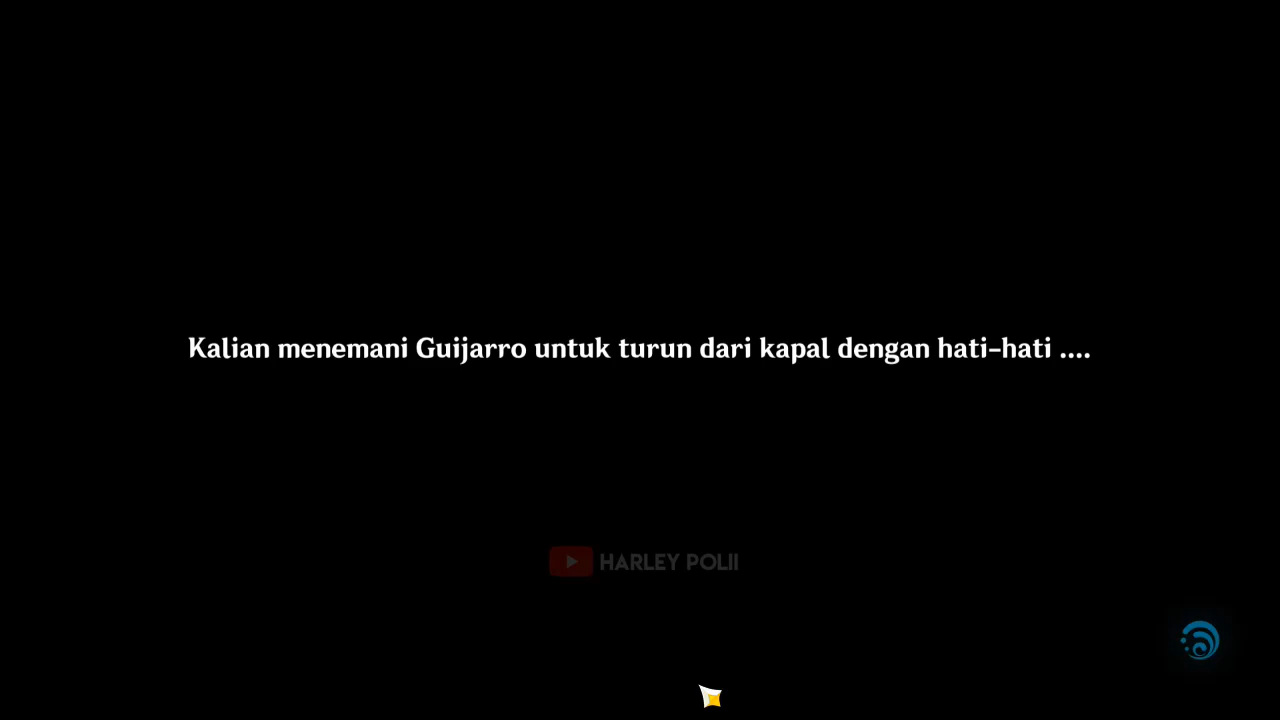 Kalian menemani Guijarro untuk turun dari kapal dengan hati-hati ....
HARLEY POLII